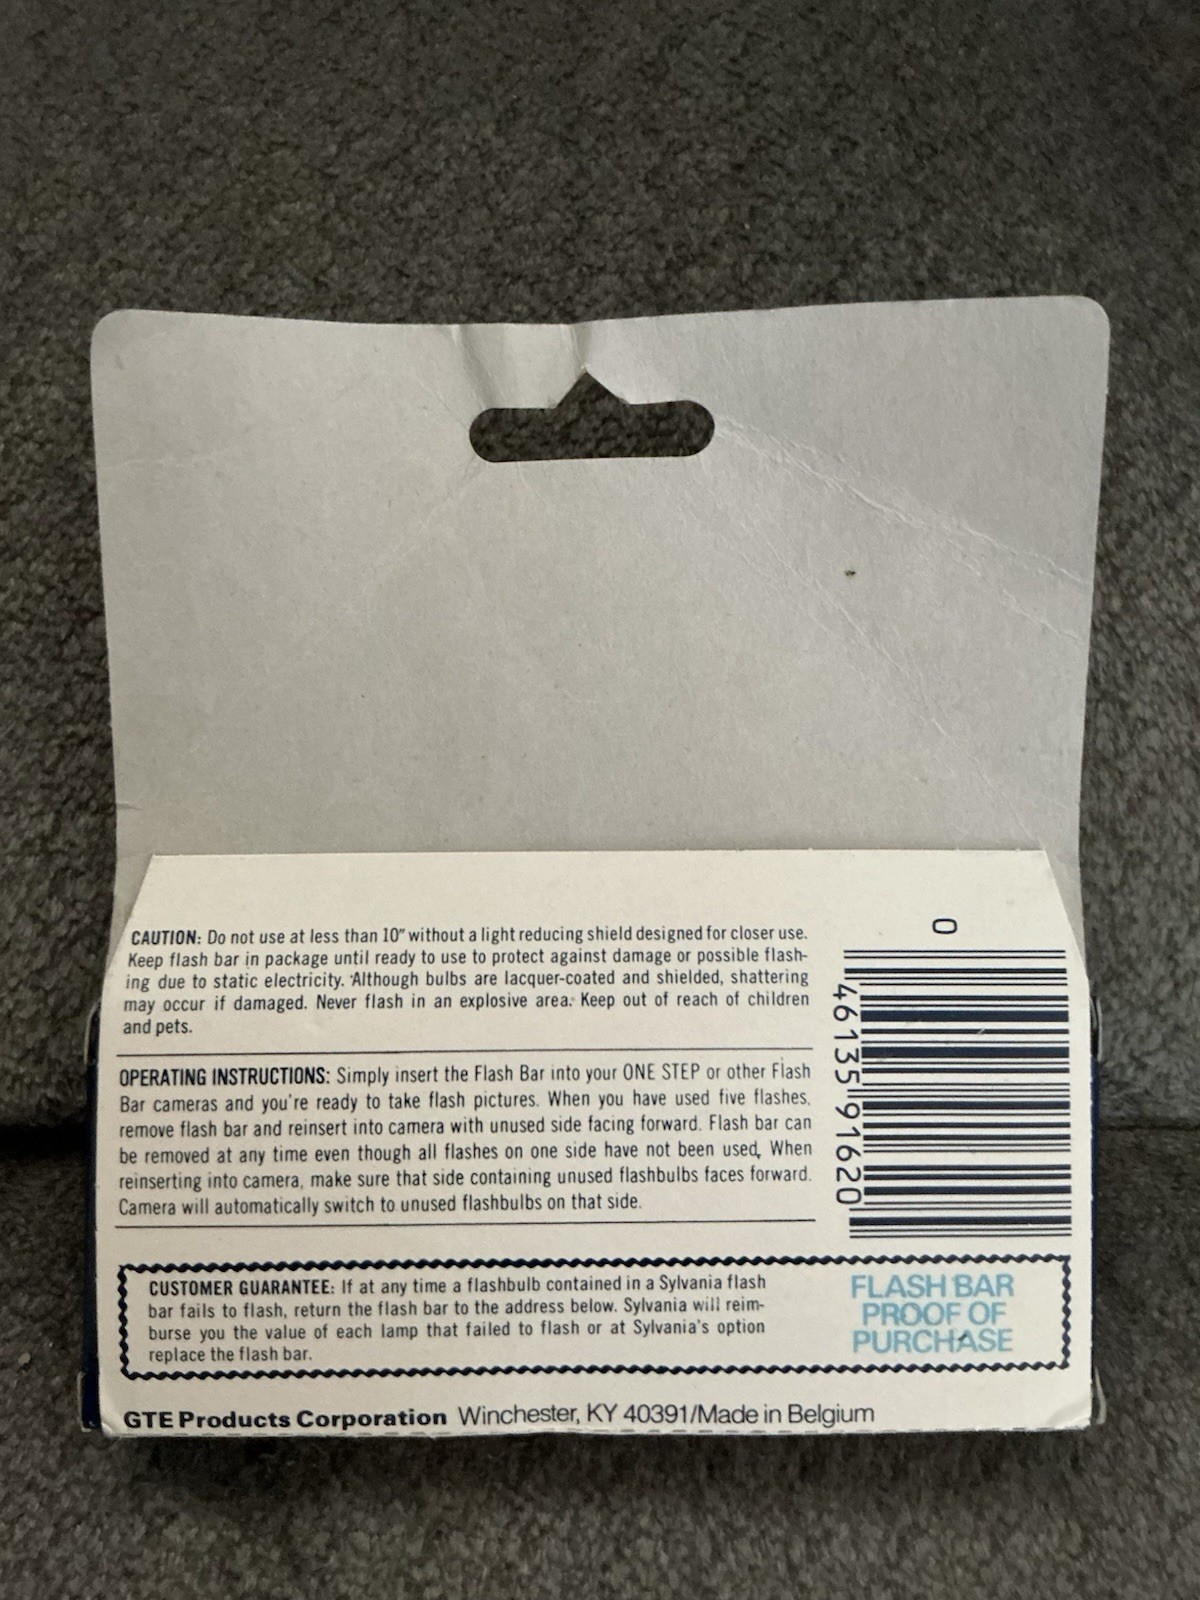 CAUTION: Do not use at less than 10" without a light reducing shield designed for closer use.
Keep flash bar in package until ready to use to protect against damage or possible flash-
ing due to static electricity. Although bulbs are lacquer-coated and shielded, shattering
may occur if damaged. Never flash in an explosive area. Keep out of reach of children
and pets.
OPERATING INSTRUCTIONS: Simply insert the Flash Bar into your ONE STEP or other Flash
Bar cameras and you're ready to take flash pictures. When you have used five flashes,
remove flash bar and reinsert into camera with unused side facing forward. Flash bar can
be removed at any time even though all flashes on one side have not been used. When
reinserting into camera, make sure that side containing unused flashbulbs faces forward.
Camera will automatically switch to unused flashbulbs on that side.
0
46135 91620
CUSTOMER GUARANTEE: If at any time a flashbulb contained in a Sylvania flash
bar fails to flash, return the flash bar to the address below. Sylvania will reim-
burse you the value of each lamp that failed to flash or at Sylvania's option
replace the flash bar.
FLASH BAR
PROOF OF
PURCHASE
GTE Products Corporation Winchester, KY 40391/Made in Belgium